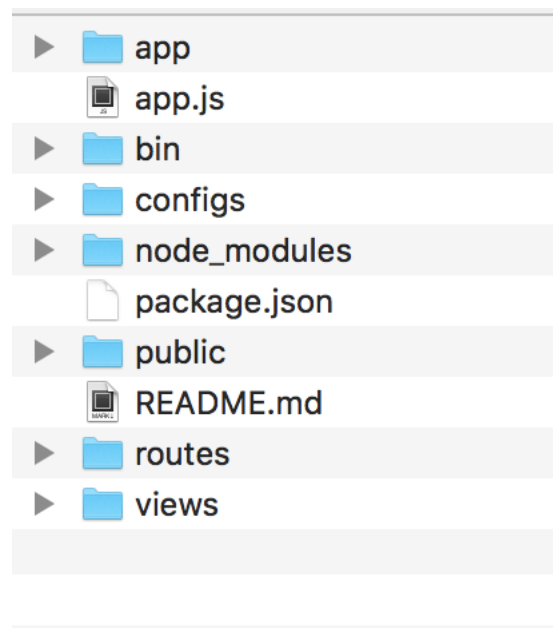 app
app.js
bin
configs
node_modules
package.json
public
README.md
routes
views